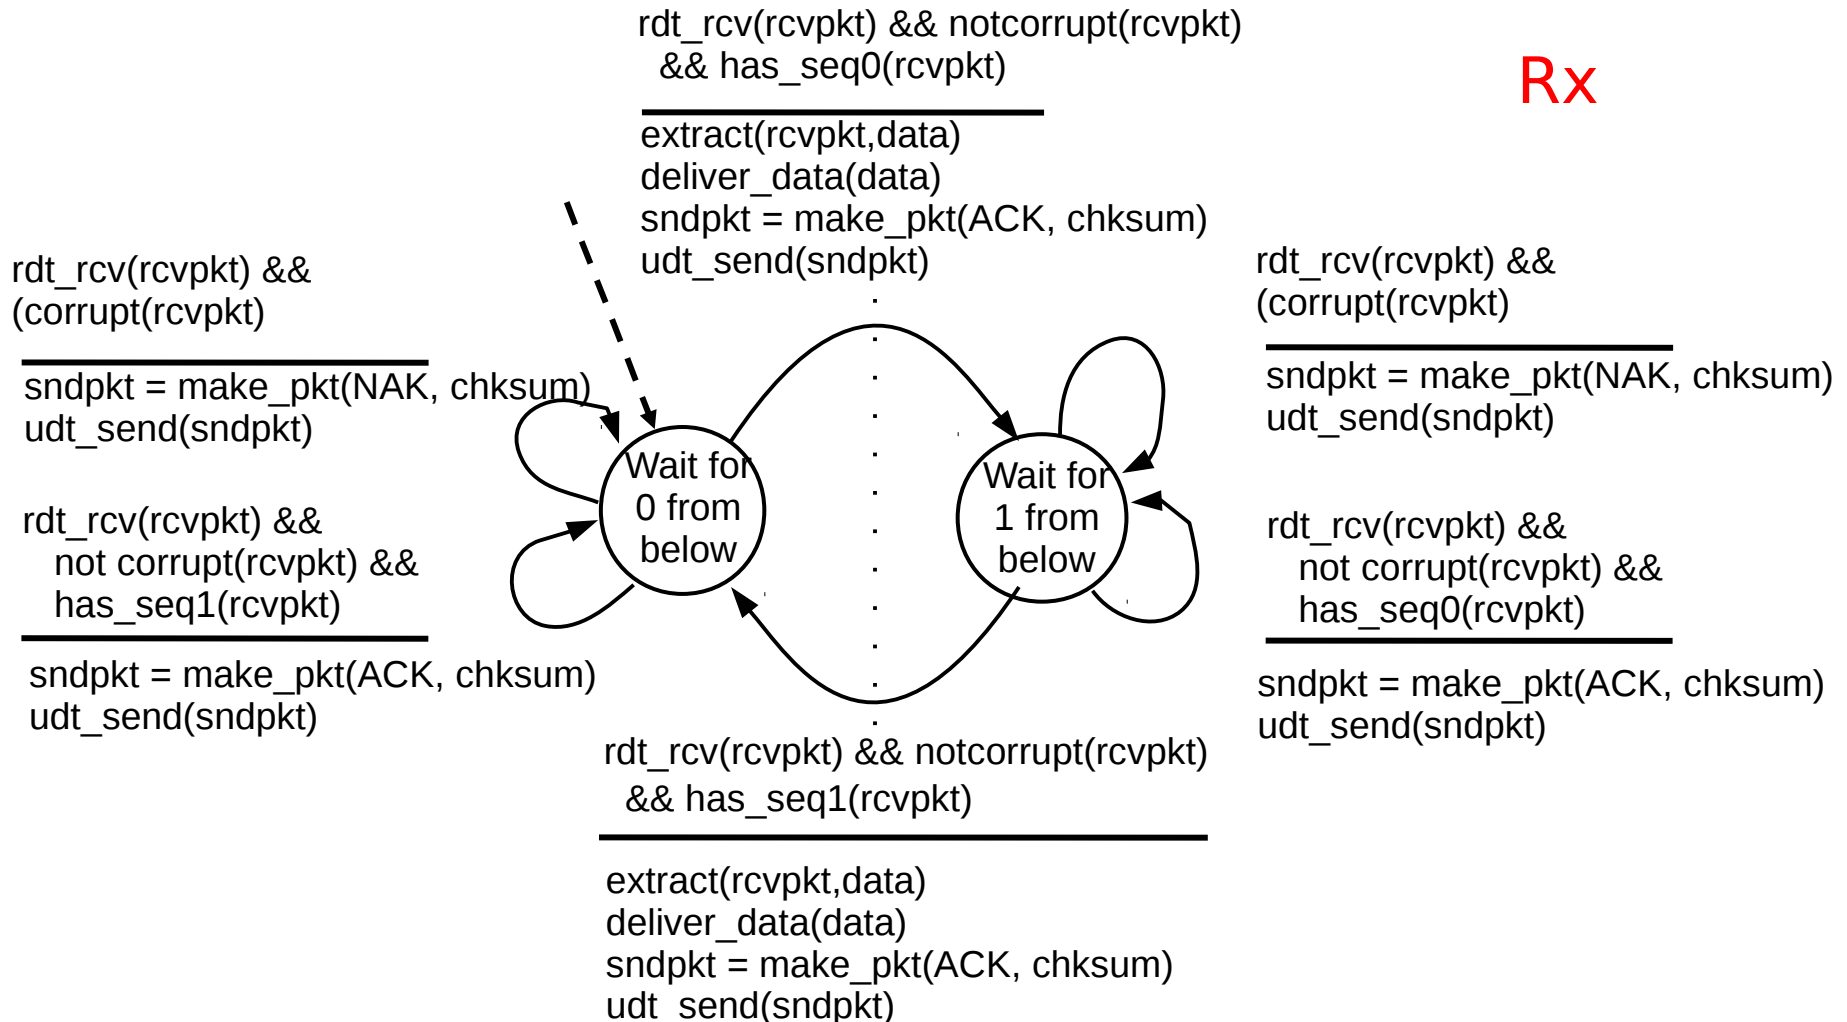 rdt_rcv(rcvpkt) && notcorrupt(rcvpkt)
&& has_seq0(rcvpkt)
extract(rcvpkt,data)
deliver_data(data)
sndpkt = make_pkt(ACK, chksum)
udt_send(sndpkt)
Rx
rdt_rcv(rcvpkt) &&
(corrupt(rcvpkt)
sndpkt = make_pkt(NAK, chksum)
udt_send(sndpkt)
rdt_rcv(rcvpkt) &&
not corrupt(rcvpkt) &&
has_seq1(rcvpkt)
sndpkt = make_pkt(ACK, chksum)
udt_send(sndpkt)
Wait for
0 from
below
Wait for
1 from
below
rdt_rcv(rcvpkt) &&
(corrupt(rcvpkt)
sndpkt = make_pkt(NAK, chksum)
udt_send(sndpkt)
rdt_rcv(rcvpkt) &&
not corrupt(rcvpkt) &&
has_seq0(rcvpkt)
sndpkt = make_pkt(ACK, chksum)
udt_send(sndpkt)
rdt_rcv(rcvpkt) && notcorrupt(rcvpkt)
&& has_seq1(rcvpkt)
extract(rcvpkt,data)
deliver_data(data)
sndpkt = make_pkt(ACK, chksum)
udt_send(sndpkt)